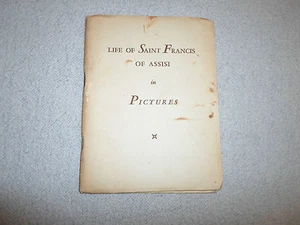 LIFE OF SAINT FRANCIS
OF ASSISI
in
PICTURES